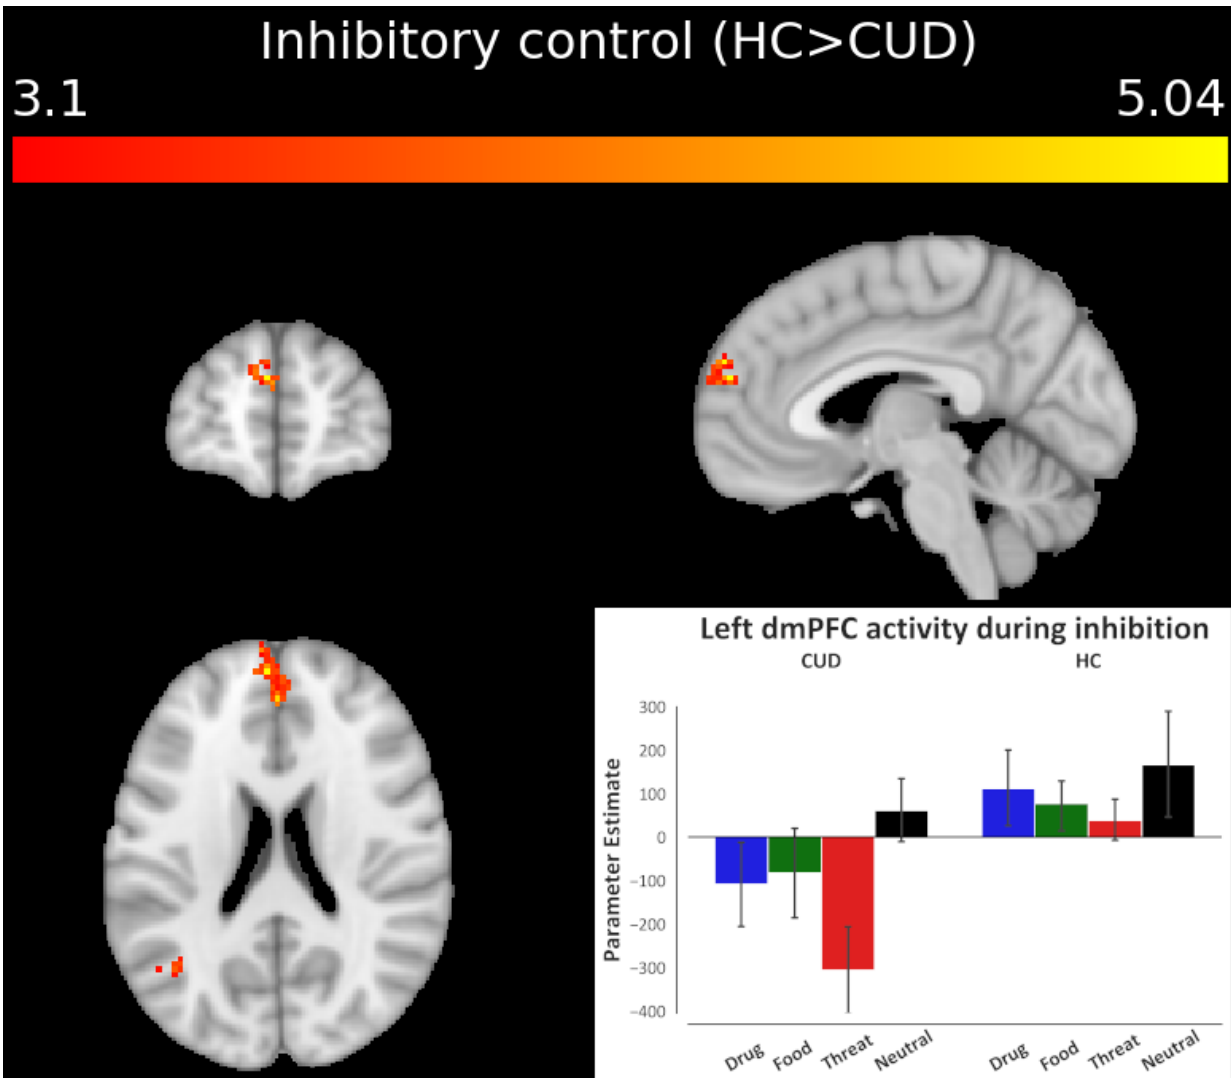 Inhibitory control (HC>CUD)
3.1 5.04
Left dmPFC activity during inhibition
CUD HC
Parameter Estimate
300
200
100
0
−100
−200
−300
−400
Drug Food Threat Neutral Drug Food Threat Neutral